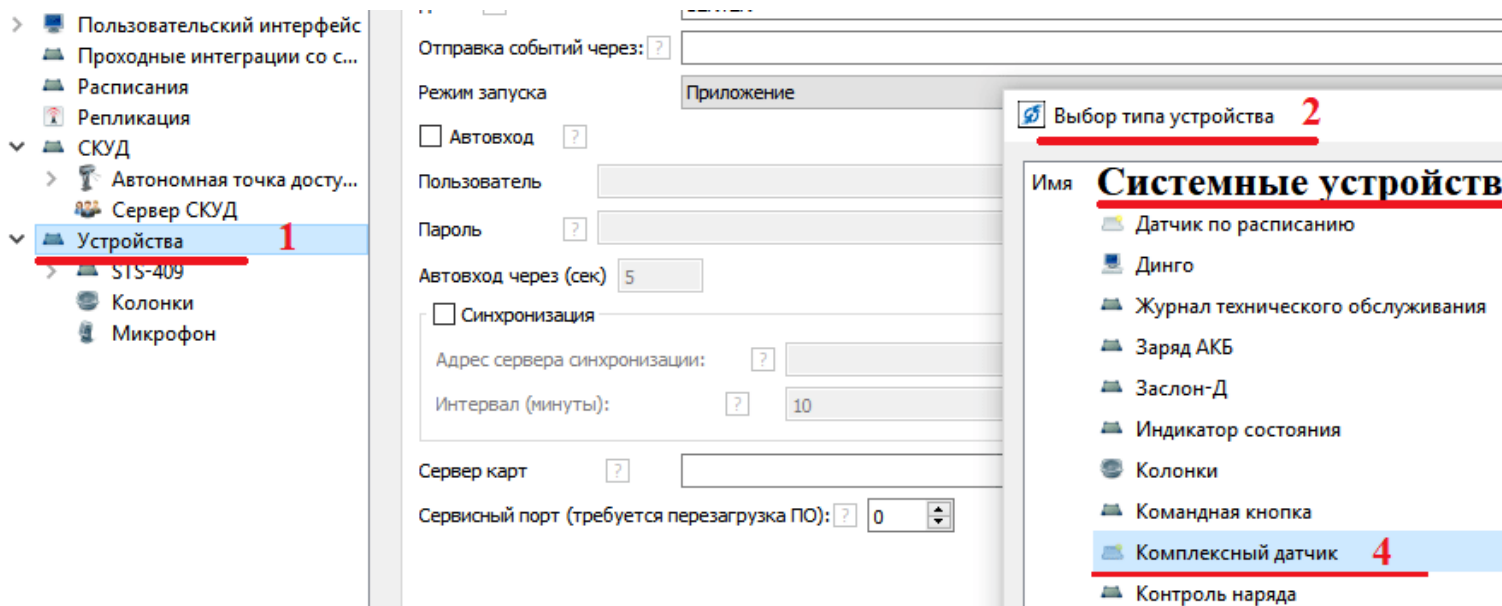 Пользовательский интерфейс
Проходные интеграции со с...
Расписания
Репликация
СКУД
Автономная точка досту...
Сервер СКУД
Устройства 1
STS-409
Колонки
Микрофон
Отправка событий через: ?
Режим запуска Приложение
Автовход ?
Пользователь
Пароль ?
Автовход через (сек) 5
Синхронизация
Адрес сервера синхронизации: ?
Интервал (минуты): ? 10
Сервер карт ?
Сервисный порт (требуется перезагрузка ПО): ? 0
Выбор типа устройства 2
Имя Системные устройств
Датчик по расписанию
Динго
Журнал технического обслуживания
Заряд АКБ
Заслон-Д
Индикатор состояния
Колонки
Командная кнопка
Комплексный датчик 4
Контроль наряда